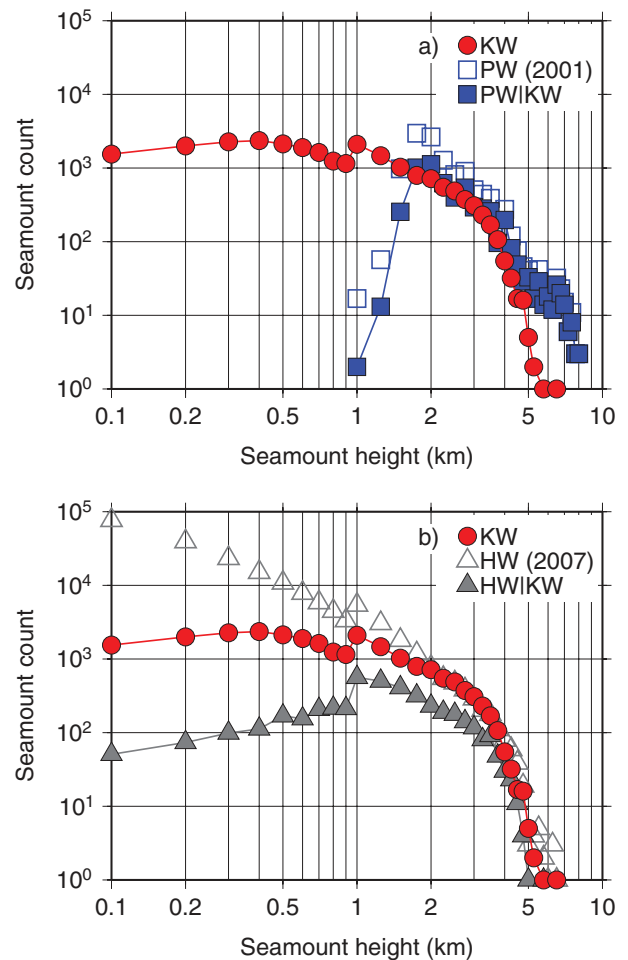 10^5
a) KW
PW (2001)
PW|KW
10^4
10^3
Seamount count
10^2
10^1
10^0
0.1 0.2 0.5 1 2 5 10
Seamount height (km)
10^5
b) KW
HW (2007)
HW|KW
10^4
10^3
Seamount count
10^2
10^1
10^0
0.1 0.2 0.5 1 2 5 10
Seamount height (km)